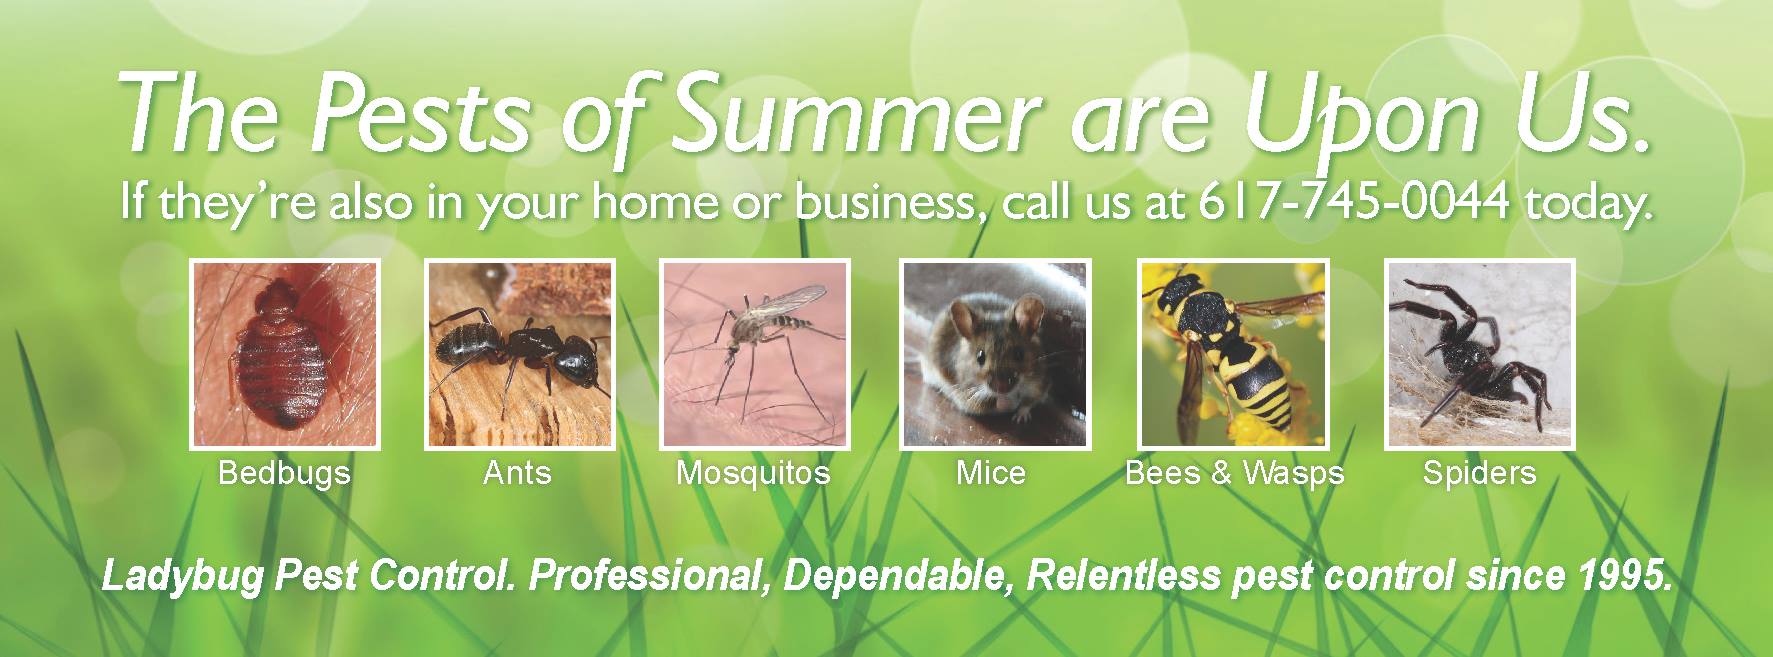 The Pests of Summer are Upon Us.
If they're also in your home or business, call us at 617-745-0044 today.
Bedbugs Ants Mosquitos Mice Bees & Wasps Spiders
Ladybug Pest Control. Professional, Dependable, Relentless pest control since 1995.